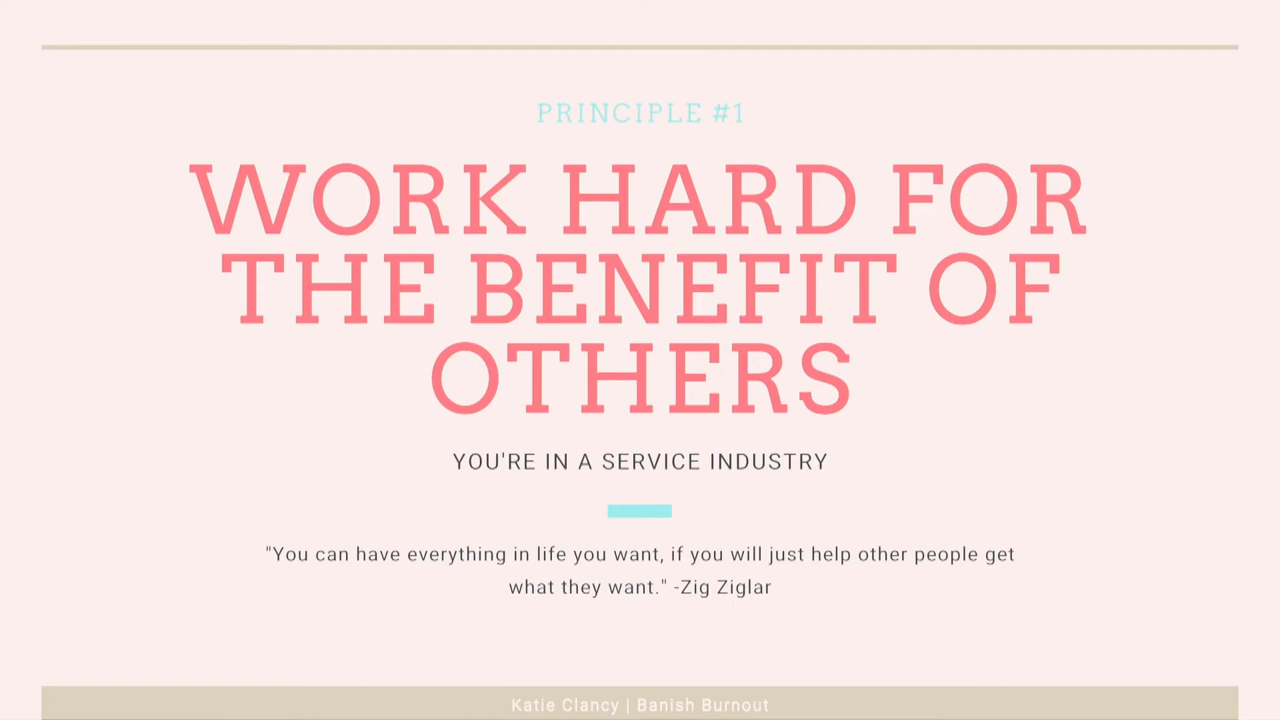 PRINCIPLE #1
WORK HARD FOR
THE BENEFIT OF
OTHERS
YOU'RE IN A SERVICE INDUSTRY
"You can have everything in life you want, if you will just help other people get
what they want." -Zig Ziglar
Katie Clancy | Banish Burnout